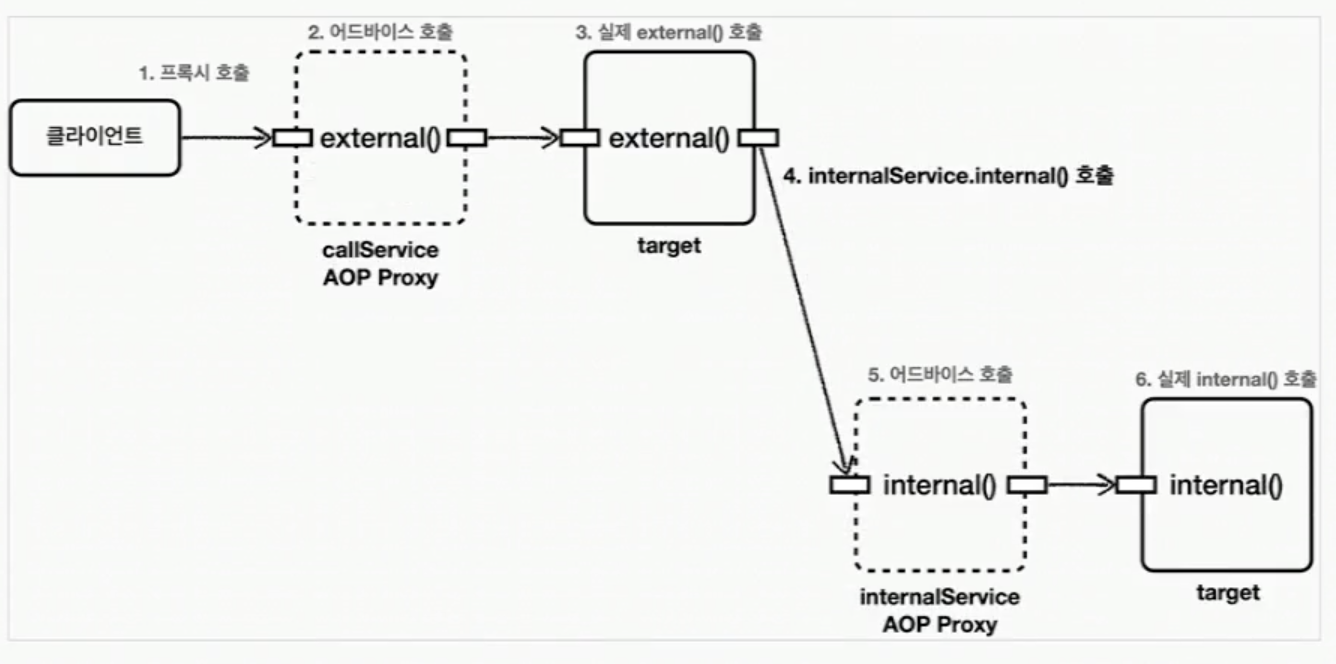 1. 프록시 호출
2. 어드바이스 호출
3. 실제 external() 호출
클라이언트
external()
external()
4. internalService.internal() 호출
callService
AOP Proxy
target
5. 어드바이스 호출
6. 실제 internal() 호출
internal()
internal()
internalService
AOP Proxy
target